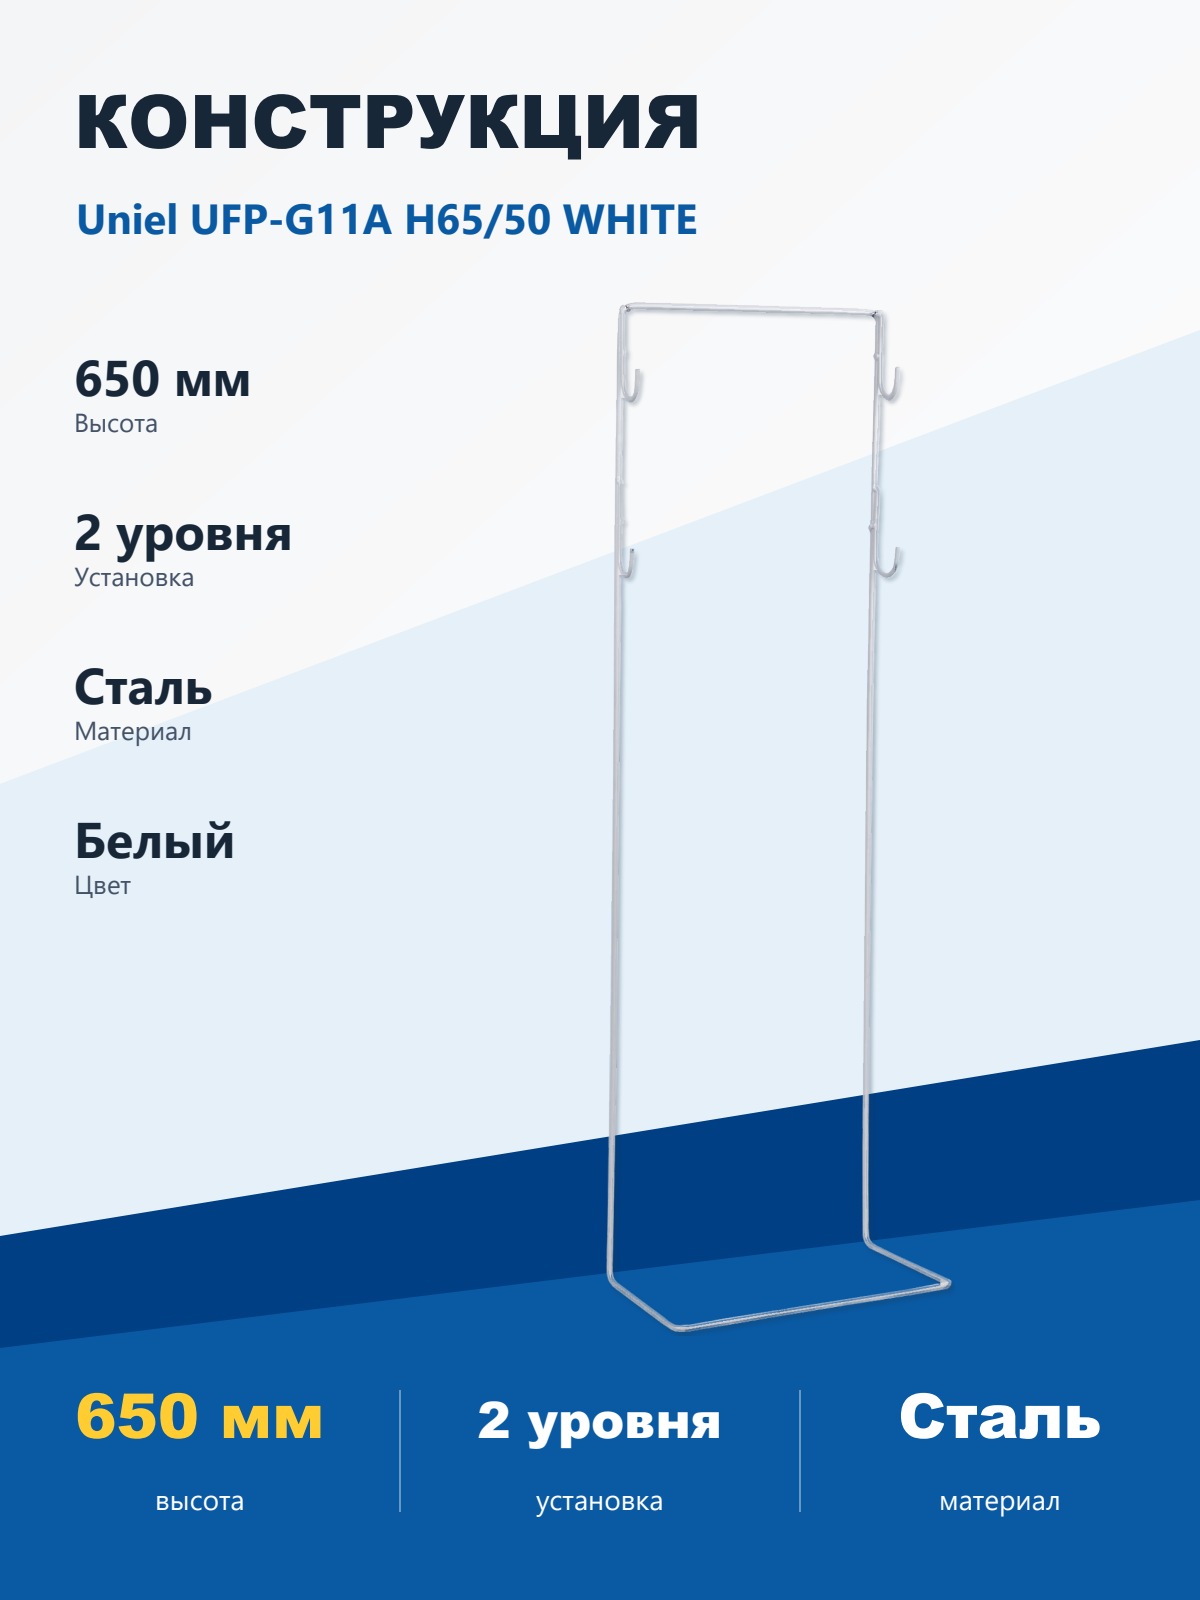 КОНСТРУКЦИЯ
Uniel UFP-G11A H65/50 WHITE
650 мм
Высота
2 уровня
Установка
Сталь
Материал
Белый
Цвет
650 мм
высота
2 уровня
установка
Сталь
материал